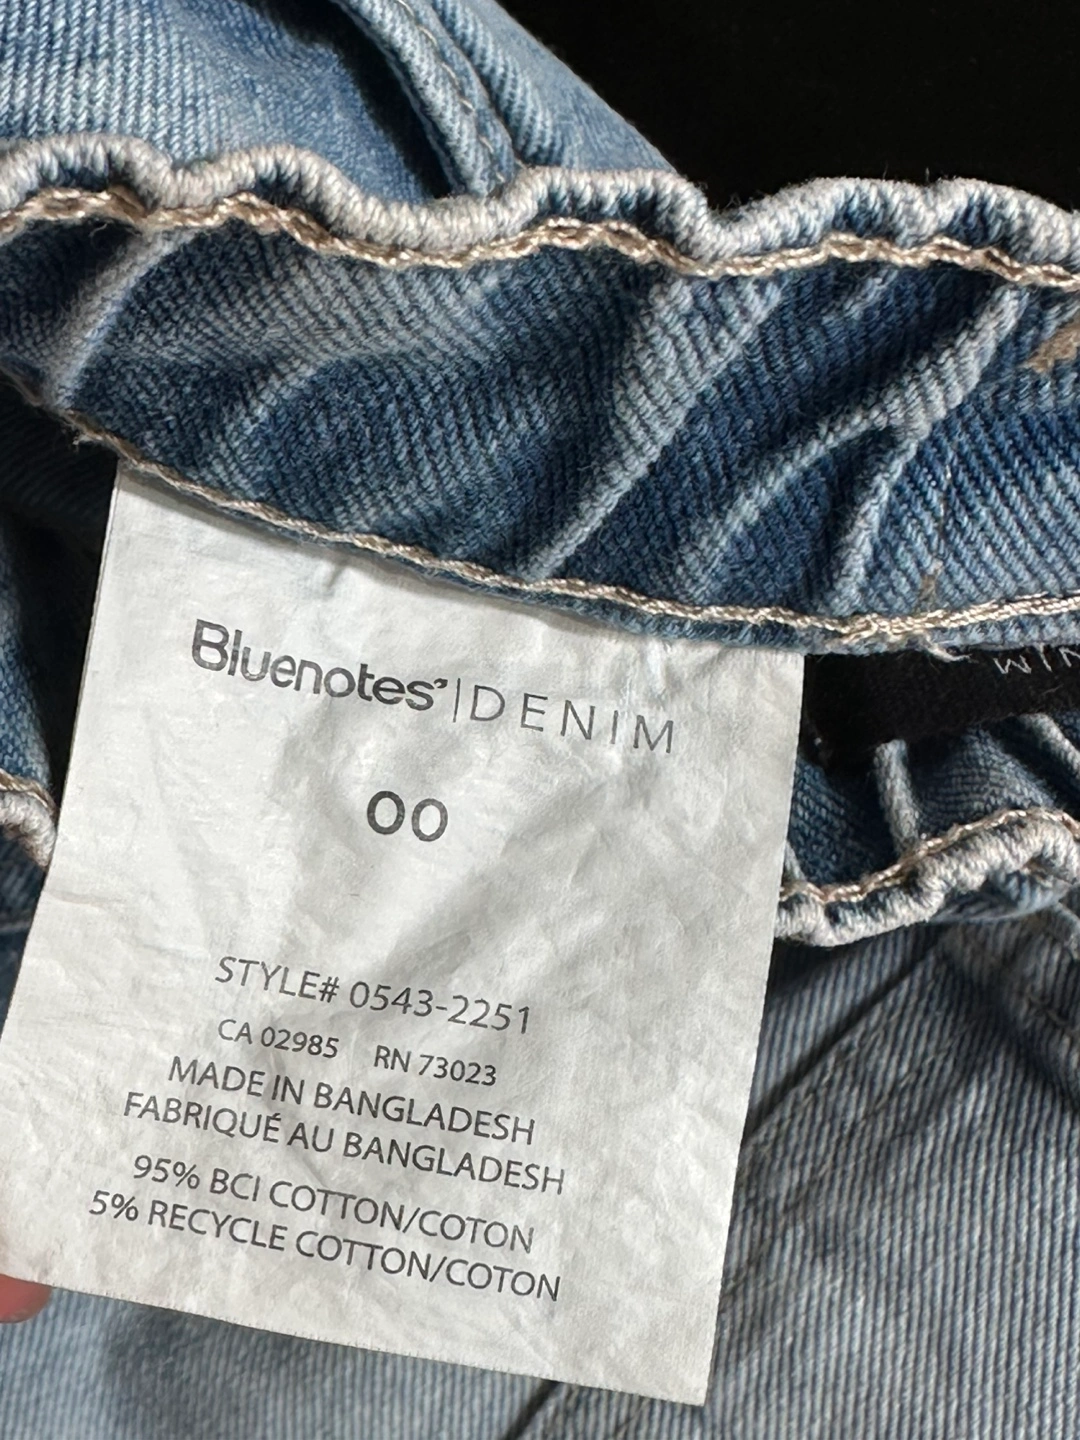 Bluenotes’|DENIM
00
STYLE# 0543-2251
CA 02985 RN 73023
MADE IN BANGLADESH
FABRIQUÉ AU BANGLADESH
95% BCI COTTON/COTON
5% RECYCLE COTTON/COTON